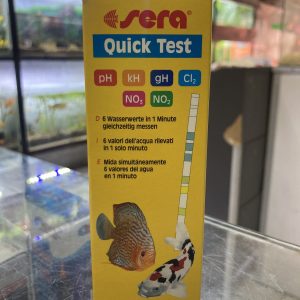 sera®
Quick Test
pH kH gH Cl₂
NO₃ NO₂
D 6 Wasserwerte in 1 Minute
gleichzeitig messen
I 6 valori dell'acqua rilevati
in 1 solo minuto
E Mida simultáneamente
6 valores del agua
en 1 minuto